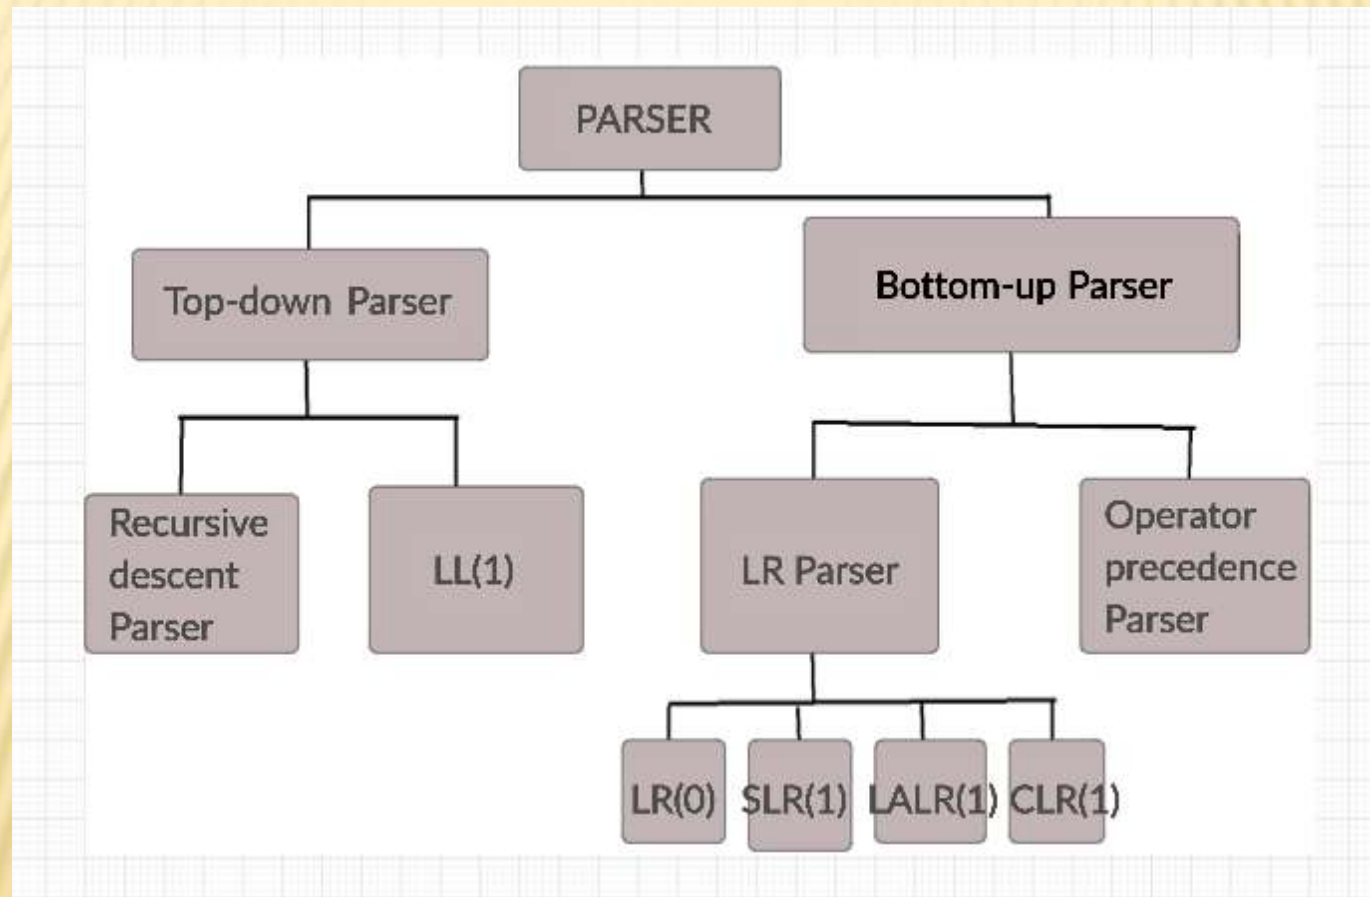 PARSER
Top-down Parser
Bottom-up Parser
Recursive
descent
Parser
LL(1)
LR Parser
Operator
precedence
Parser
LR(0)
SLR(1)
LALR(1)
CLR(1)